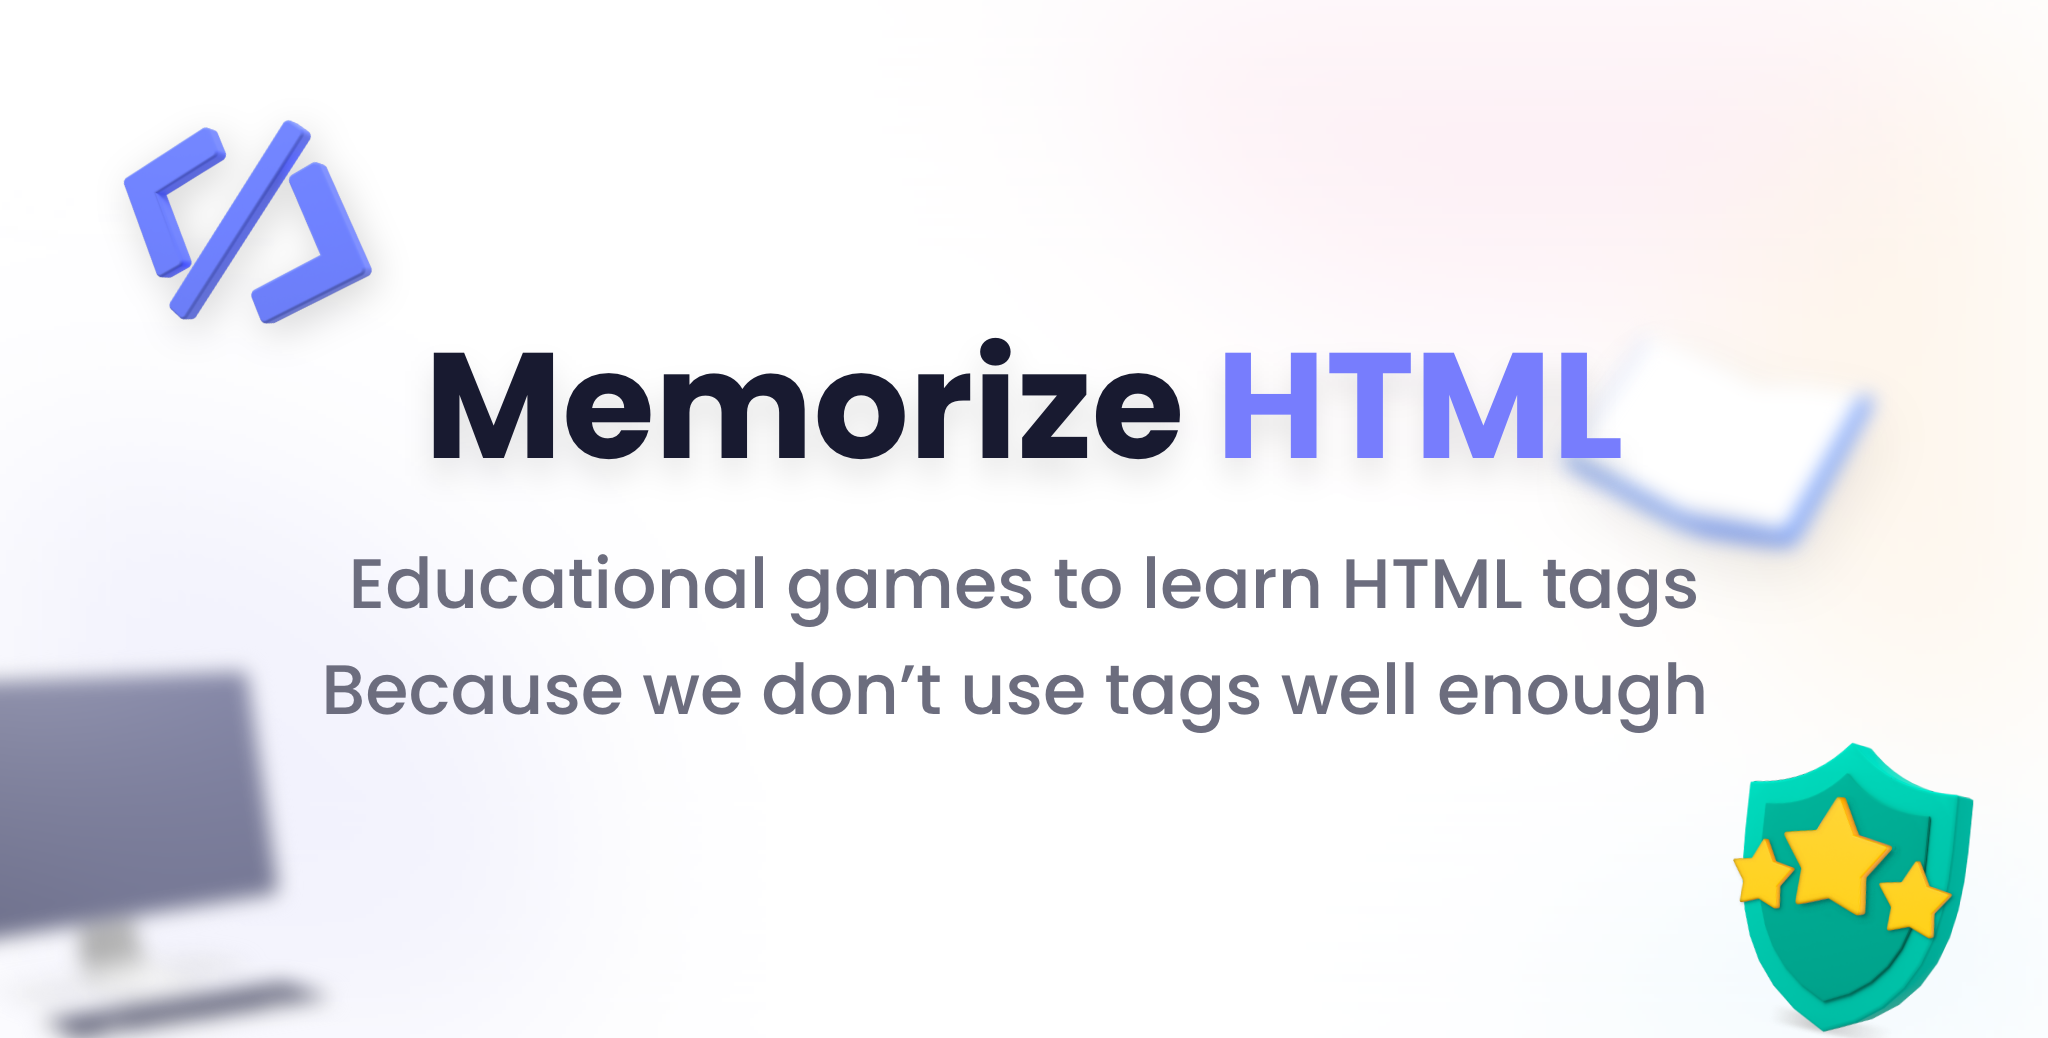 Memorize HTML
Educational games to learn HTML tags
Because we don’t use tags well enough